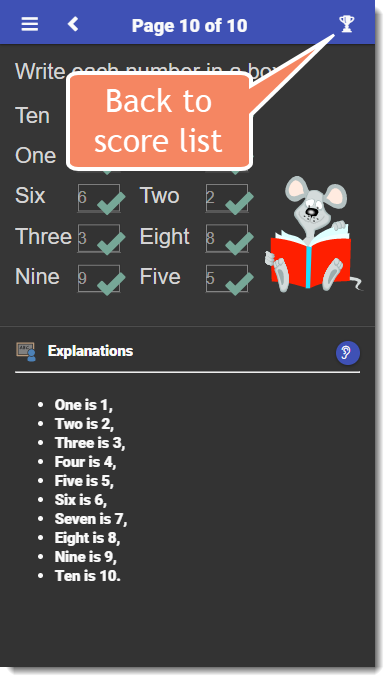 Page 10 of 10
Write each number in a box
Back to
score list
Ten
One
Six 6 Two 2
Three 3 Eight 8
Nine 9 Five 5
Explanations
One is 1,
Two is 2,
Three is 3,
Four is 4,
Five is 5,
Six is 6,
Seven is 7,
Eight is 8,
Nine is 9,
Ten is 10.